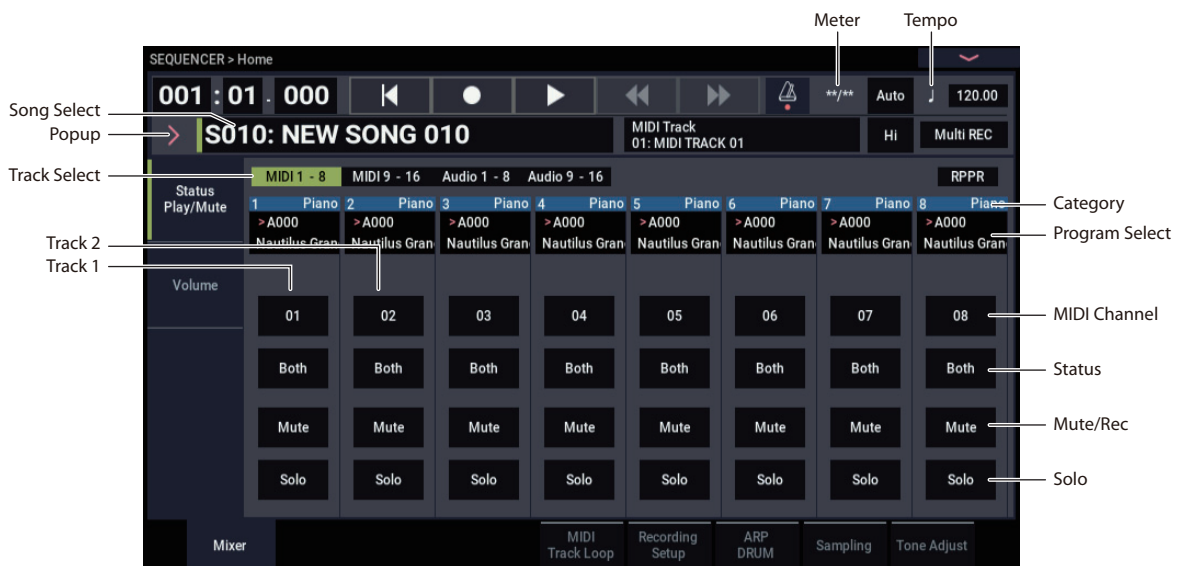 Meter Tempo
SEQUENCER > Home
001 : 01 . 000 **/** Auto ♩ 120.00
Song Select
Popup
> S010: NEW SONG 010 MIDI Track Hi Multi REC
01: MIDI TRACK 01
Track Select
Status
Play/Mute
MIDI 1 - 8 MIDI 9 - 16 Audio 1 - 8 Audio 9 - 16 RPPR
1 Piano 2 Piano 3 Piano 4 Piano 5 Piano 6 Piano 7 Piano 8 Piano Category
>A000 >A000 >A000 >A000 >A000 >A000 >A000 >A000
Nautilus Gran Nautilus Gran Nautilus Gran Nautilus Gran Nautilus Gran Nautilus Gran Nautilus Gran Nautilus Gran Program Select
Track 2
Track 1
Volume
01 02 03 04 05 06 07 08 MIDI Channel
Both Both Both Both Both Both Both Both Status
Mute Mute Mute Mute Mute Mute Mute Mute Mute/Rec
Solo Solo Solo Solo Solo Solo Solo Solo Solo
Mixer
MIDI
Track Loop
Recording
Setup
ARP
DRUM
Sampling
Tone Adjust